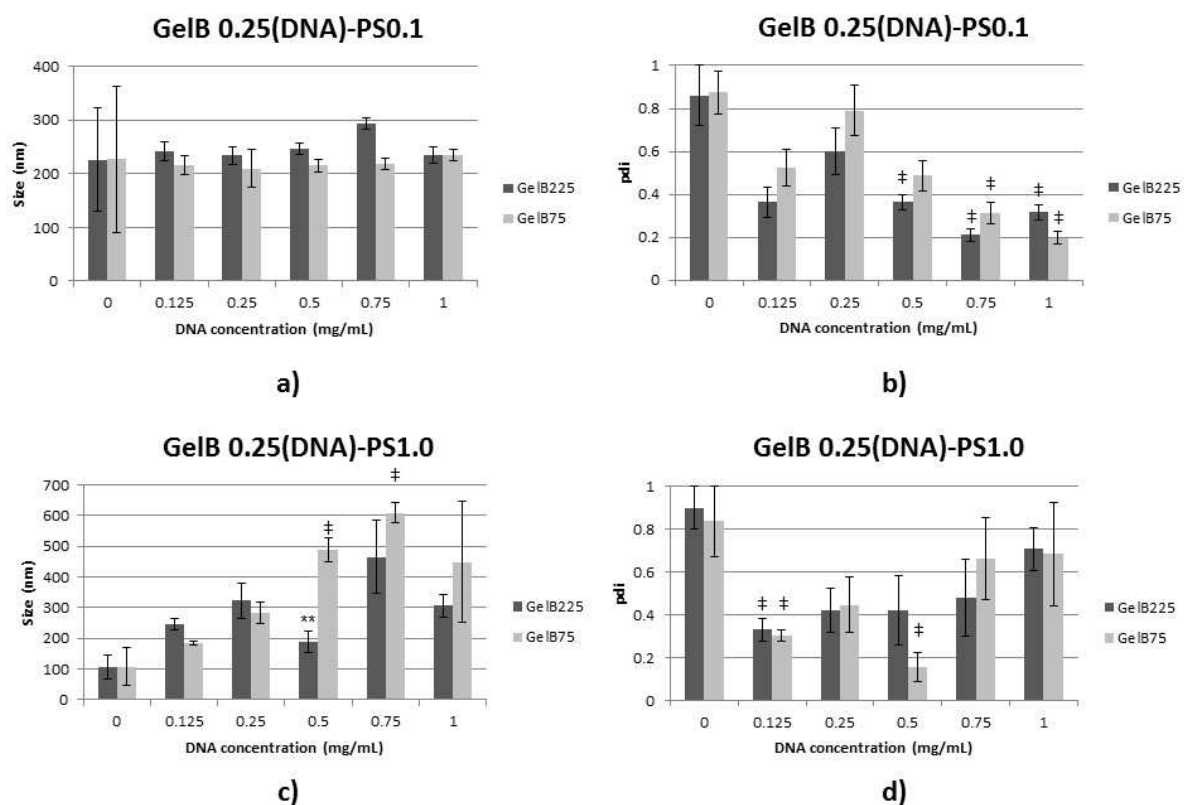 GelB 0.25(DNA)-PS0.1
400
300
200
100
0
Size (nm)
0 0.125 0.25 0.5 0.75 1
DNA concentration (mg/mL)
GelB225
GelB75
a)
GelB 0.25(DNA)-PS0.1
1
0.8
0.6
0.4
0.2
0
pdi
‡ ‡ ‡ ‡ ‡
0 0.125 0.25 0.5 0.75 1
DNA concentration (mg/mL)
GelB225
GelB75
b)
GelB 0.25(DNA)-PS1.0
700
600
500
400
300
200
100
0
Size (nm)
** ‡ ‡
0 0.125 0.25 0.5 0.75 1
DNA concentration (mg/mL)
GelB225
GelB75
c)
GelB 0.25(DNA)-PS1.0
1
0.8
0.6
0.4
0.2
0
pdi
‡ ‡ ‡
0 0.125 0.25 0.5 0.75 1
DNA concentration (mg/mL)
GelB225
GelB75
d)